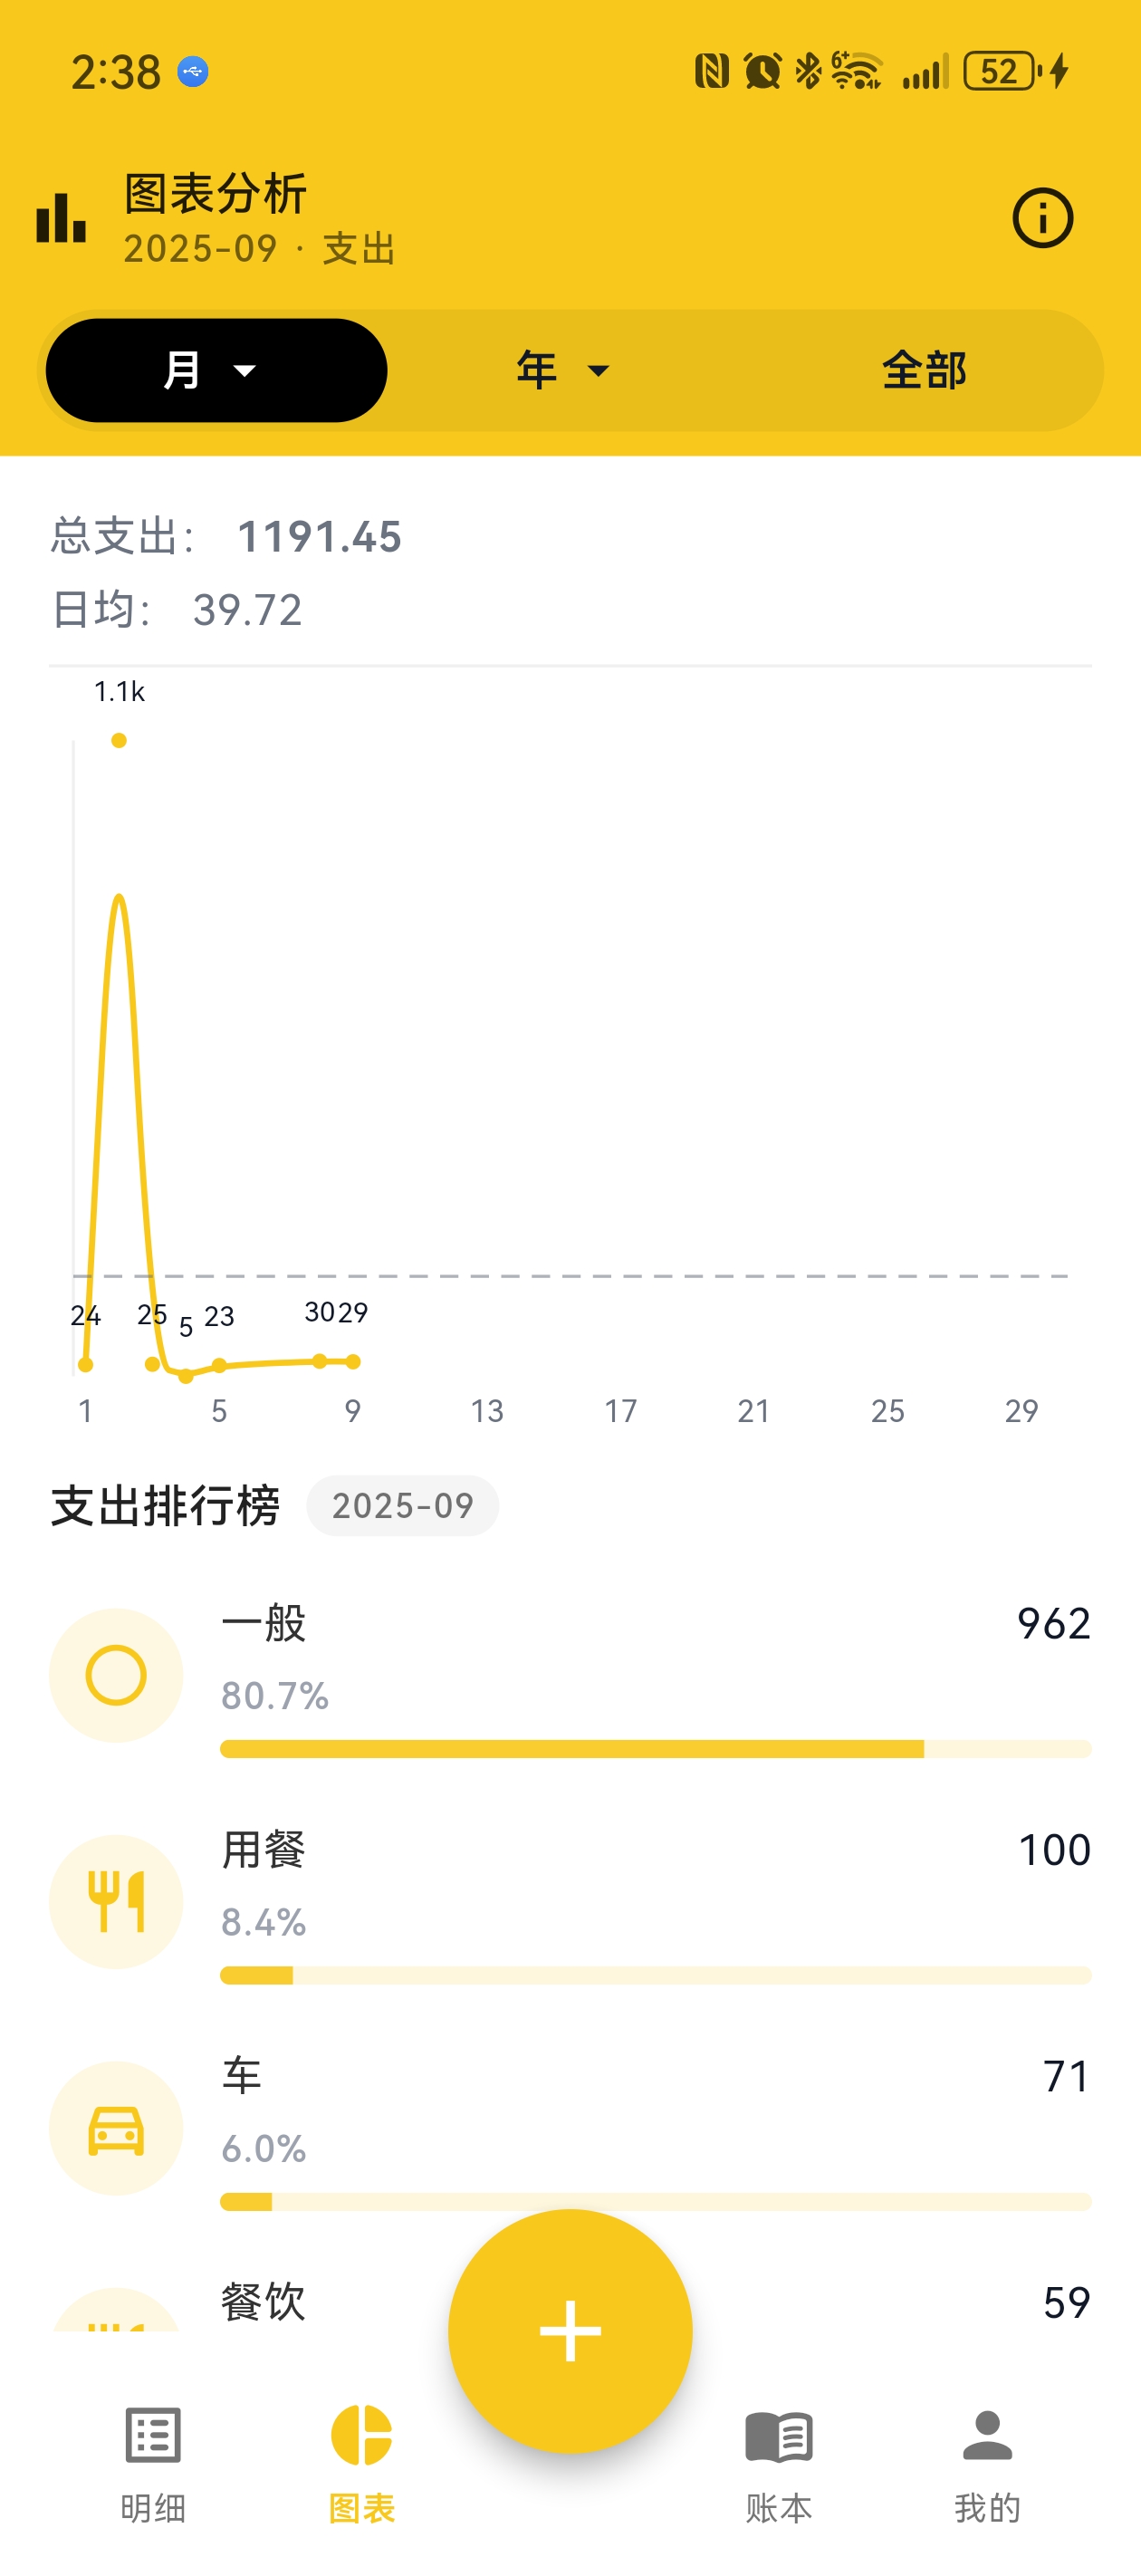 2:38
6+
52
图表分析
2025-09 · 支出
月
年
全部
总支出： 1191.45
日均： 39.72
1.1k
24 25 5 23 30 29
1 5 9 13 17 21 25 29
支出排行榜 2025-09
一般 962
80.7%
用餐 100
8.4%
车 71
6.0%
餐饮 59
明细 图表 账本 我的